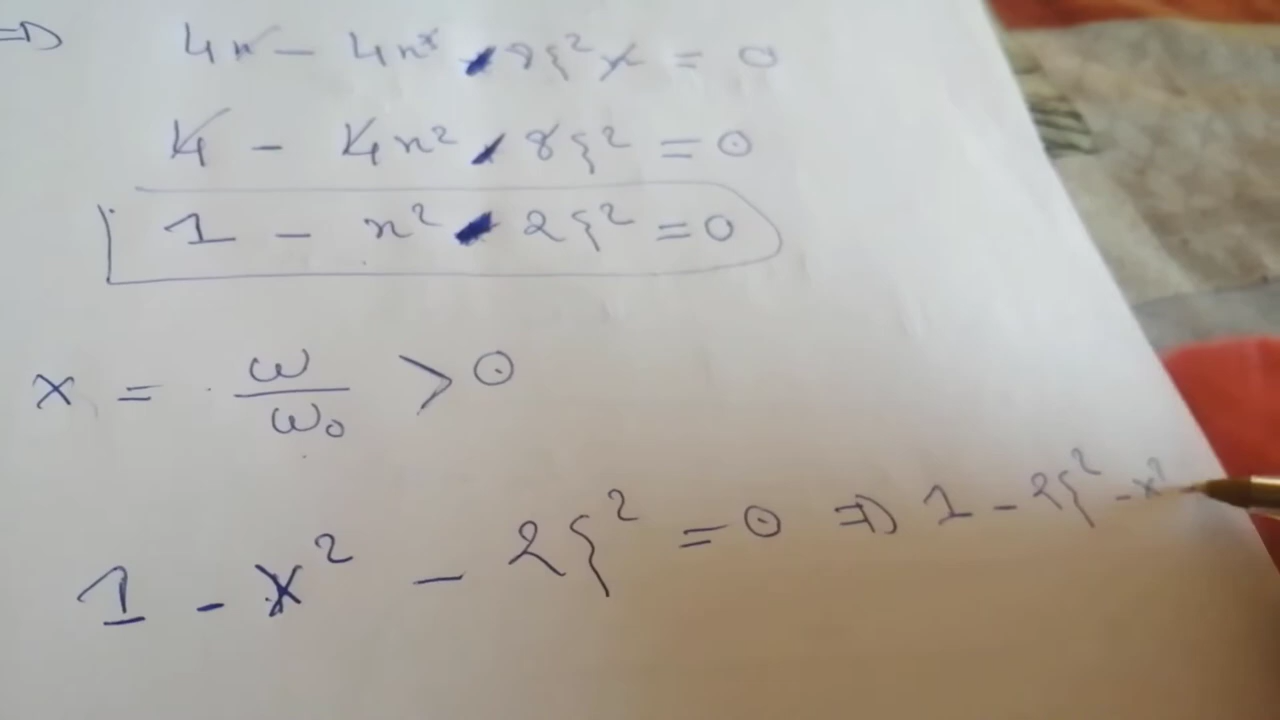 ⇒ 4x - 4x³ - 8ξ²x = 0
4 - 4x² - 8ξ² = 0
1 - x² - 2ξ² = 0
x = ω/ω₀ > 0
1 - x² - 2ξ² = 0 ⇒ 1 - 2ξ² - x²